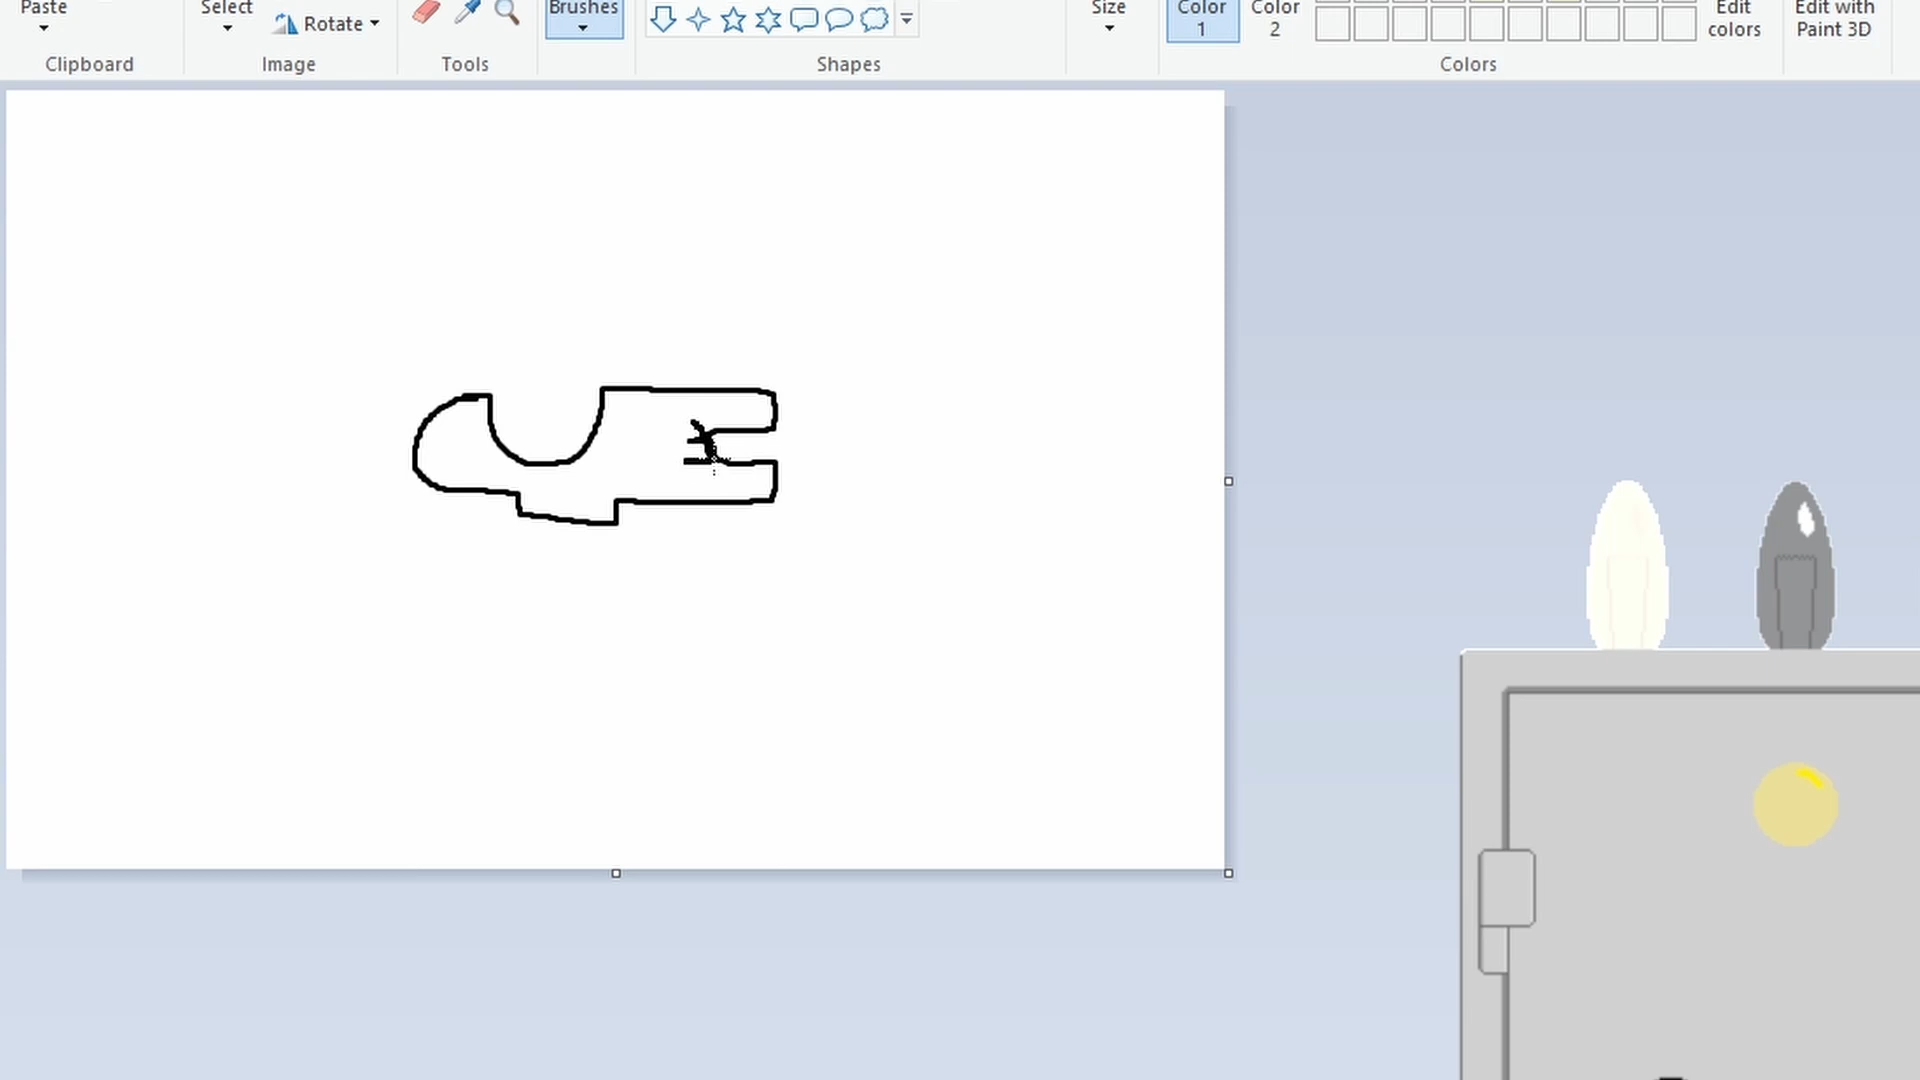 Paste
Select
Rotate
Brushes
Size
Color
1
Color
2
Edit
colors
Edit with
Paint 3D
Clipboard
Image
Tools
Shapes
Colors